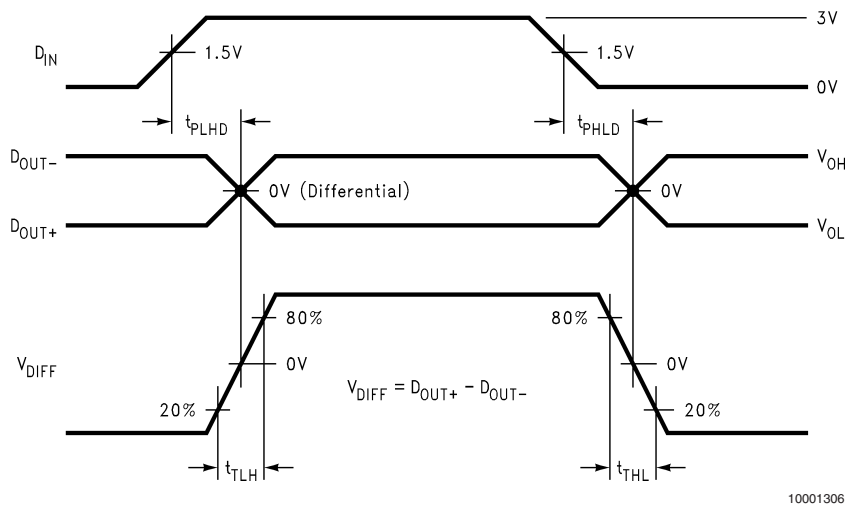 3V
D_IN
1.5V
1.5V
0V
t_PLHD
t_PHLD
D_OUT-
V_OH
0V (Differential)
0V
D_OUT+
V_OL
80%
80%
V_DIFF
0V
0V
V_DIFF = D_OUT+ - D_OUT-
20%
20%
t_TLH
t_THL
10001306